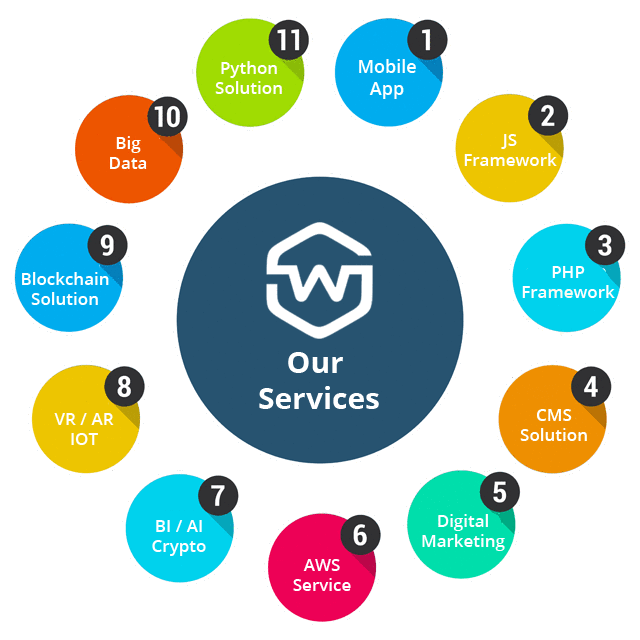 11
Python
Solution
1
Mobile
App
10
Big
Data
2
JS
Framework
9
Blockchain
Solution
3
PHP
Framework
W
Our
Services
8
VR / AR
IOT
4
CMS
Solution
7
BI / AI
Crypto
5
Digital
Marketing
6
AWS
Service